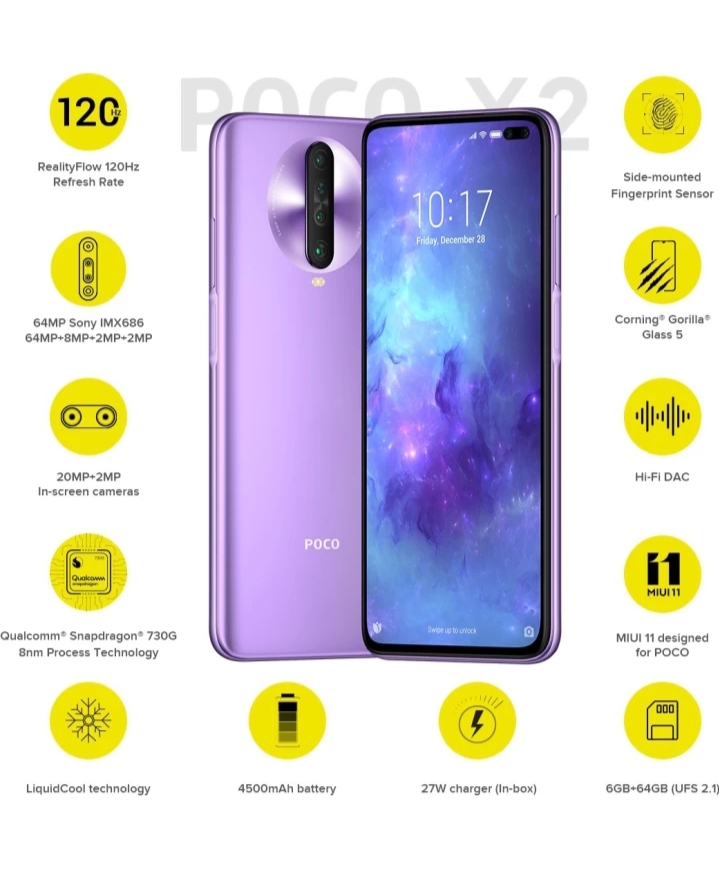 POCO X2
120Hz
RealityFlow 120Hz
Refresh Rate
64MP Sony IMX686
64MP+8MP+2MP+2MP
20MP+2MP
In-screen cameras
Qualcomm
snapdragon
Qualcomm® Snapdragon® 730G
8nm Process Technology
LiquidCool technology
POCO
10:17
Friday, December 28
Swipe up to unlock
4500mAh battery
27W charger (In-box)
Side-mounted
Fingerprint Sensor
Corning® Gorilla®
Glass 5
Hi-Fi DAC
MIUI 11
MIUI 11 designed
for POCO
6GB+64GB (UFS 2.1)